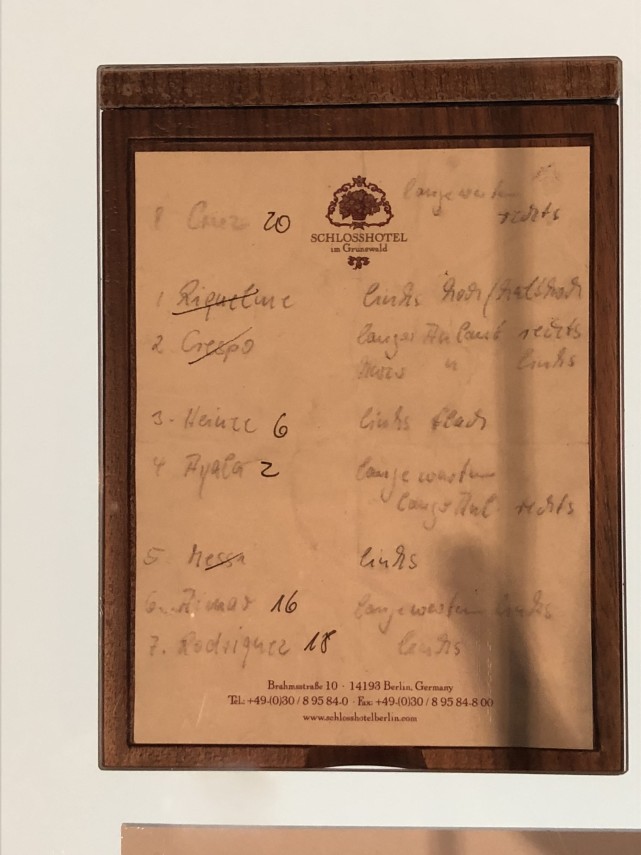 8 Cruz 20 lange warten
rechts
SCHLOSSHOTEL
im Grunewald
1 Riquelme links hoch/halbhoch
2 Crespo langer Anlauf rechts
" links
3. Heinze 6 links flach
4 Ayala 2 lange warten
lange Anl. rechts
5 Messi links
6. Aimar 16 lange warten links
7. Rodriguez 18 links
Brahmsstraße 10 · 14193 Berlin, Germany
Tel.: +49-(0)30 / 8 95 84-0 · Fax: +49-(0)30 / 8 95 84-8 00
www.schlosshotelberlin.com